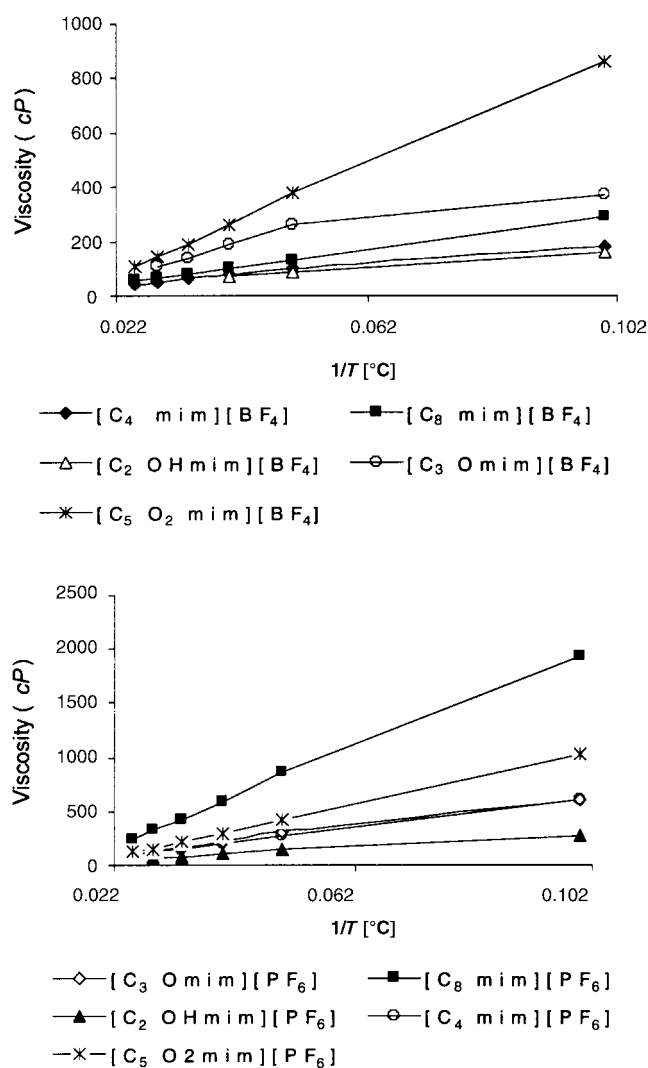 1000
800
600
400
200
0
Viscosity ( cP)
0.022 0.062 0.102
1/T [°C]
[ C₄ mim][BF₄] [ C₈ mim][BF₄]
[ C₂ OHmim][BF₄] [ C₃ Omim][BF₄]
[ C₅ O₂ mim][BF₄]
2500
2000
1500
1000
500
0
Viscosity ( cP)
0.022 0.062 0.102
1/T [°C]
[ C₃ Omim][PF₆] [ C₈ mim][PF₆]
[ C₂ OHmim][PF₆] [ C₄ mim][PF₆]
[ C₅ O2mim][PF₆]